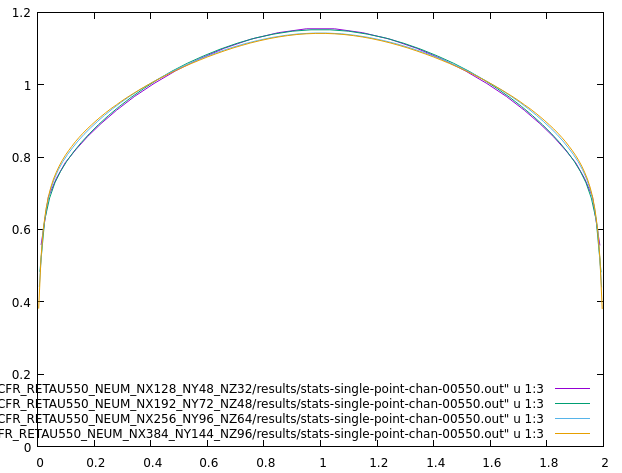 1.2
1
0.8
0.6
0.4
0.2
CFR_RETAU550_NEUM_NX128_NY48_NZ32/results/stats-single-point-chan-00550.out" u 1:3
CFR_RETAU550_NEUM_NX192_NY72_NZ48/results/stats-single-point-chan-00550.out" u 1:3
CFR_RETAU550_NEUM_NX256_NY96_NZ64/results/stats-single-point-chan-00550.out" u 1:3
FR_RETAU550_NEUM_NX384_NY144_NZ96/results/stats-single-point-chan-00550.out" u 1:3
0
0 0.2 0.4 0.6 0.8 1 1.2 1.4 1.6 1.8 2